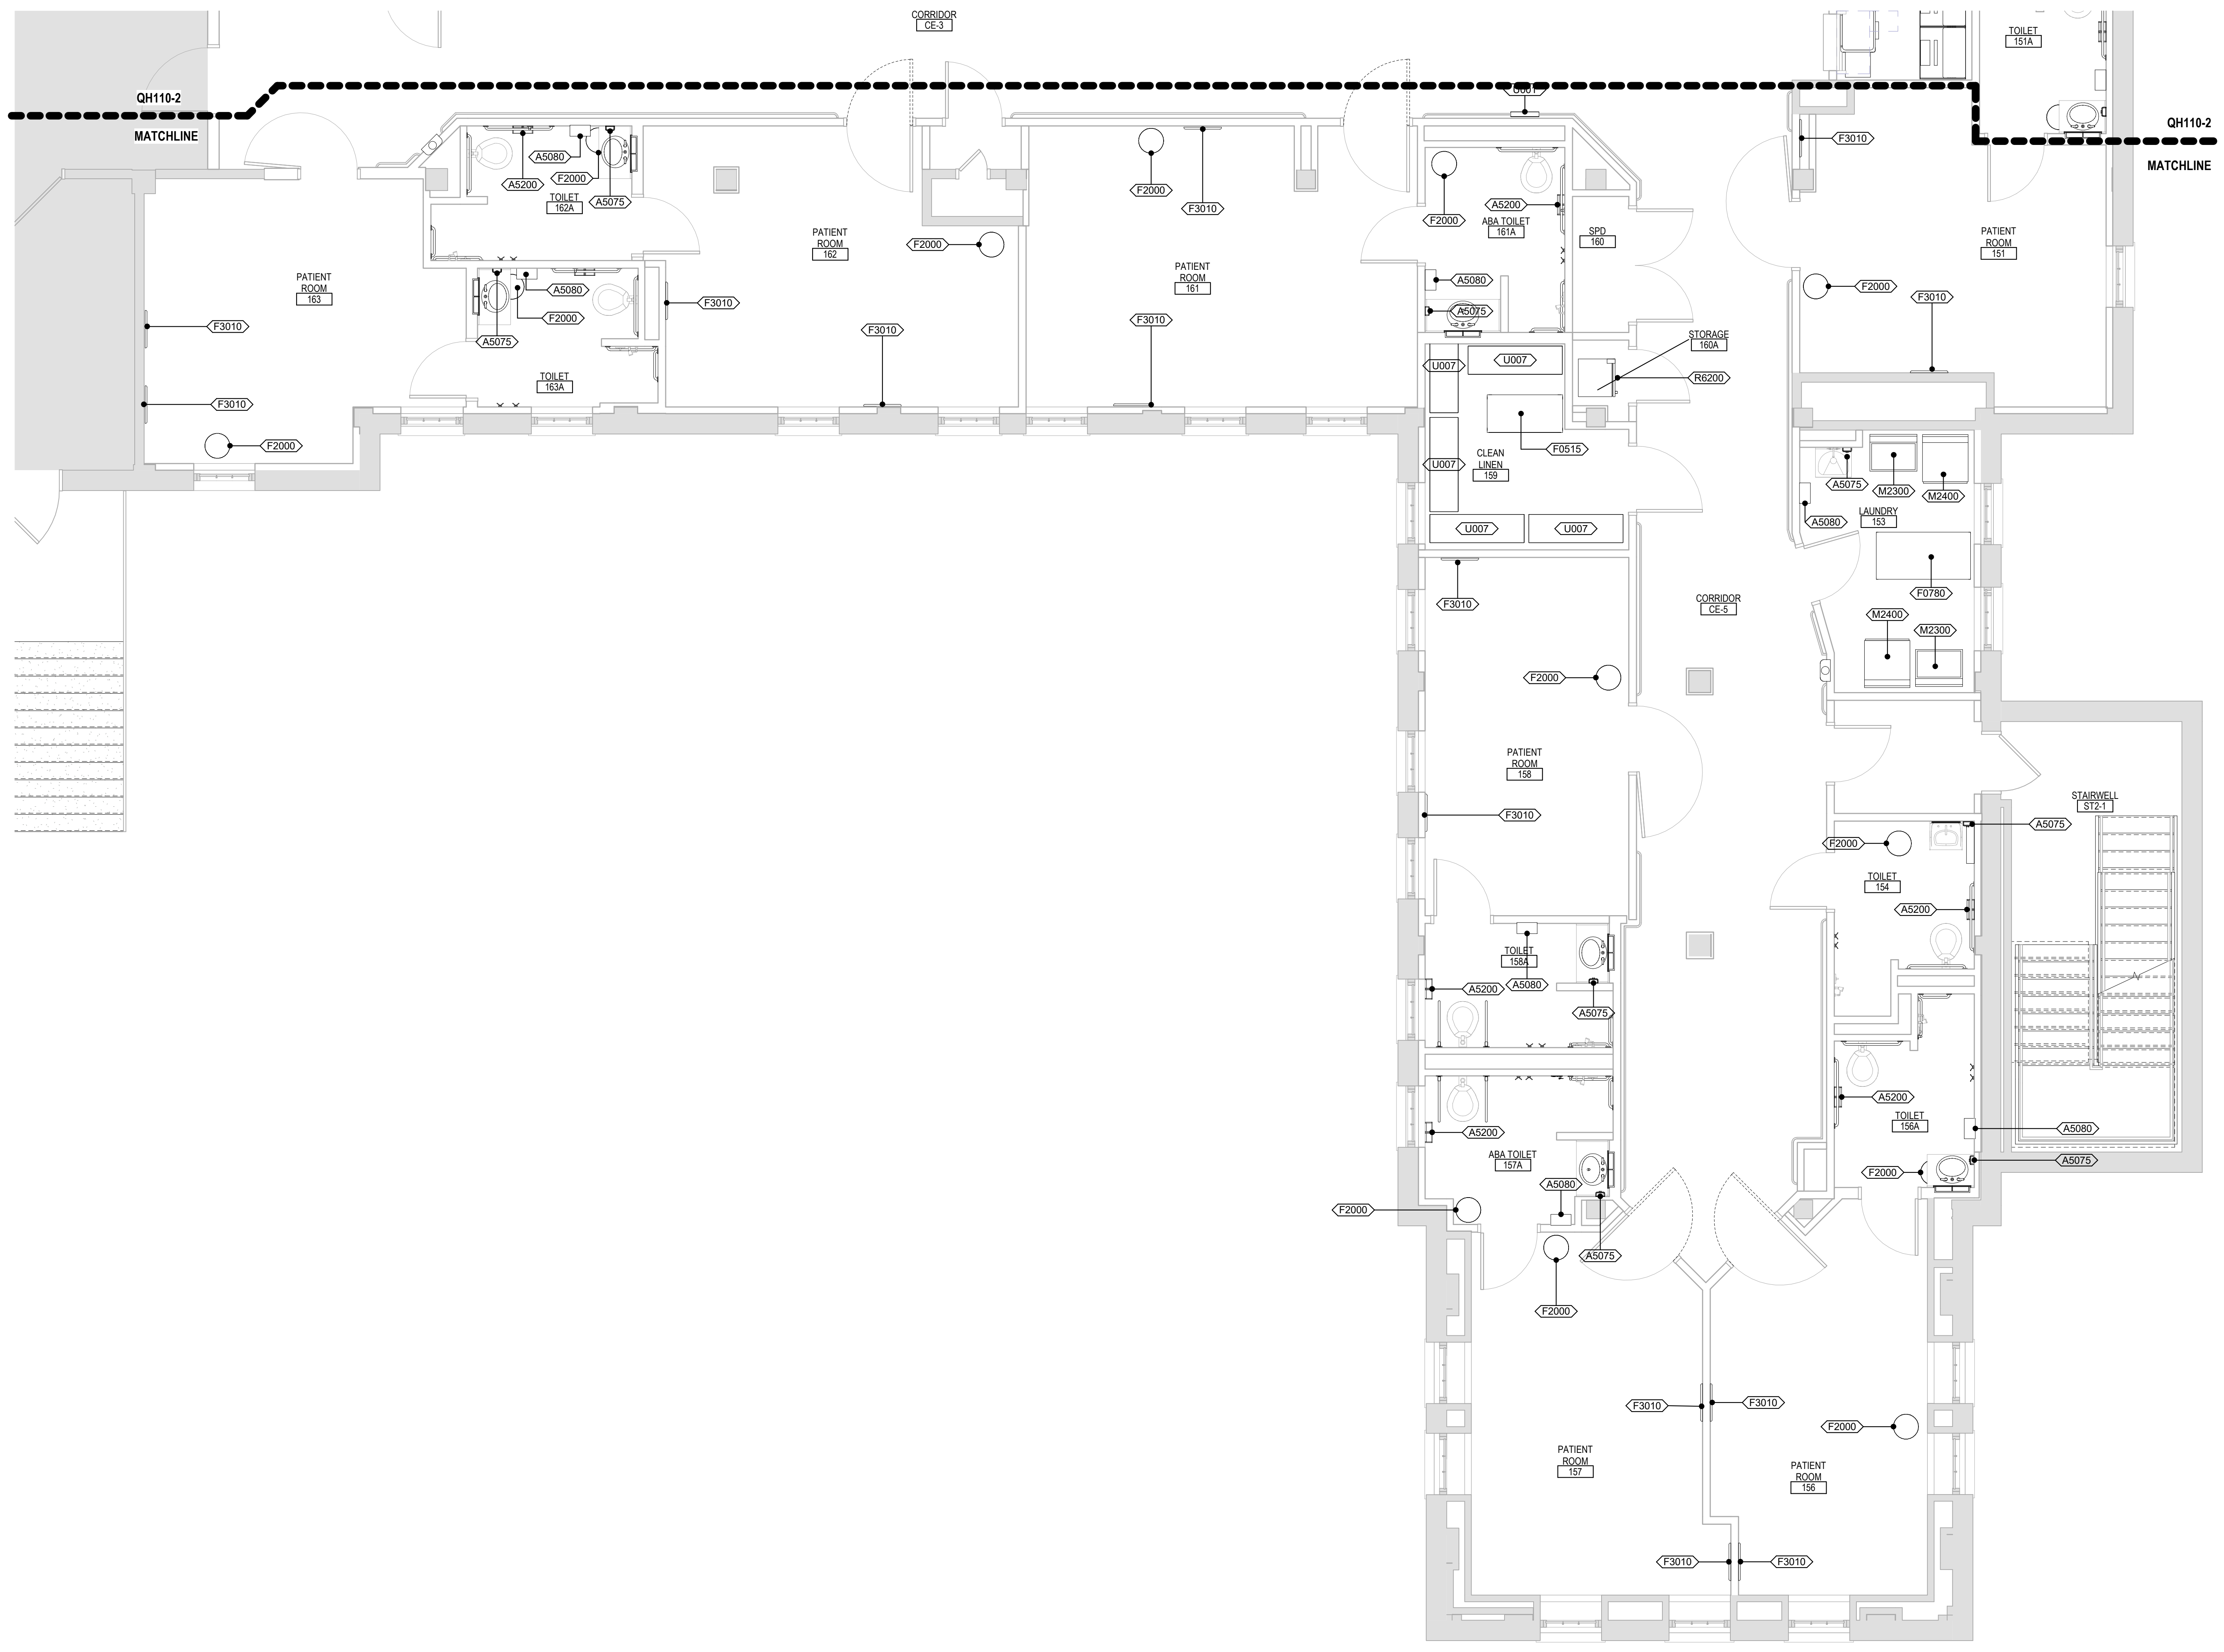 CORRIDOR
CE-3
TOILET
151A
QH110-2
MATCHLINE
U007
QH110-2
MATCHLINE
F3010
A5080
A5200
F2000
TOILET
162A
A5075
F2000
F3010
A5200
F2000
ABA TOILET
161A
SPD
160
PATIENT
ROOM
162
F2000
PATIENT
ROOM
151
PATIENT
ROOM
163
PATIENT
ROOM
161
A5080
A5080
F2000
F3010
F3010
F3010
F2000
A5075
F3010
F3010
F3010
A5075
STORAGE
160A
U007
U007
R6200
TOILET
163A
F3010
F2000
F0515
CLEAN
LINEN
159
U007
A5075
M2300
M2400
LAUNDRY
153
A5080
U007
U007
F3010
F0780
CORRIDOR
CE-5
M2400
M2300
F2000
PATIENT
ROOM
158
STAIRWELL
ST2-1
F3010
A5075
F2000
TOILET
154
A5200
TOILET
158A
A5080
A5200
A5075
A5200
TOILET
156A
A5200
A5080
ABA TOILET
157A
A5075
F2000
A5080
F2000
A5075
F2000
F3010
F3010
F2000
PATIENT
ROOM
157
PATIENT
ROOM
156
F3010
F3010